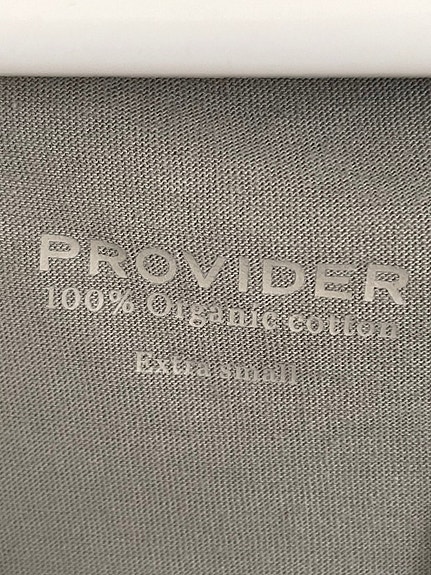 PROVIDER
100% Organic cotton
Extra small